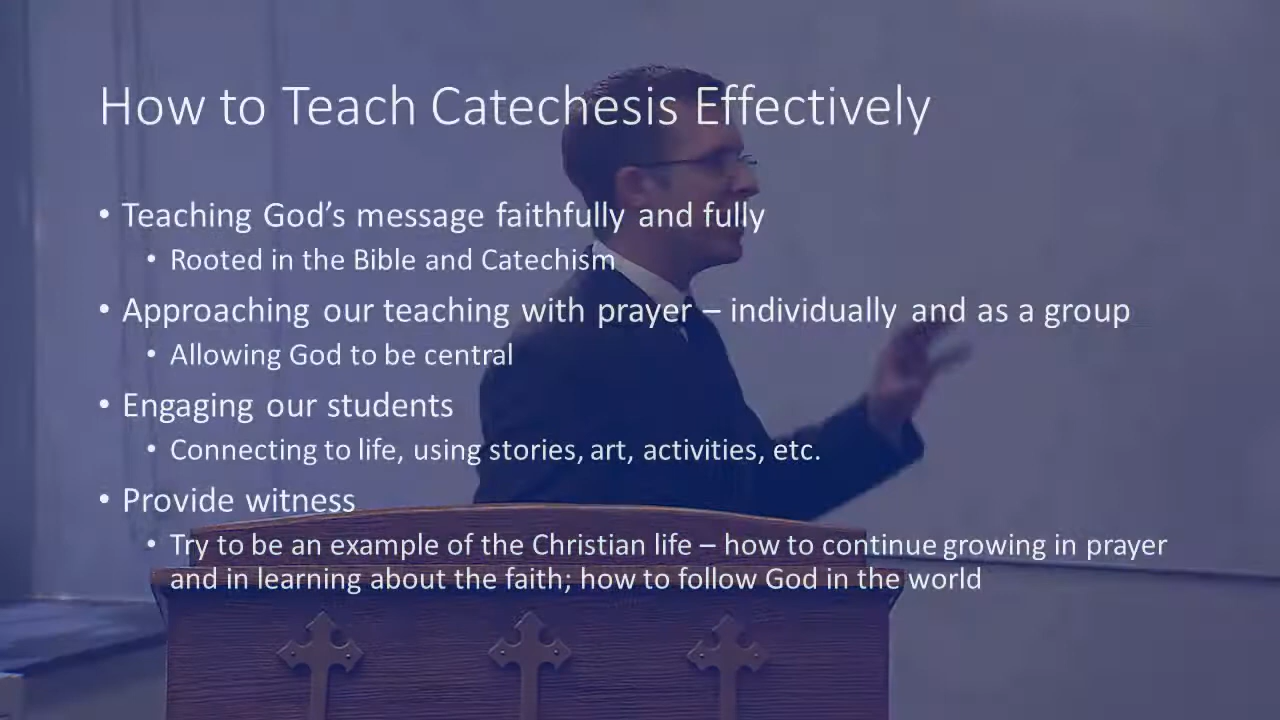 How to Teach Catechesis Effectively
• Teaching God’s message faithfully and fully
• Rooted in the Bible and Catechism
• Approaching our teaching with prayer – individually and as a group
• Allowing God to be central
• Engaging our students
• Connecting to life, using stories, art, activities, etc.
• Provide witness
• Try to be an example of the Christian life – how to continue growing in prayer
and in learning about the faith; how to follow God in the world